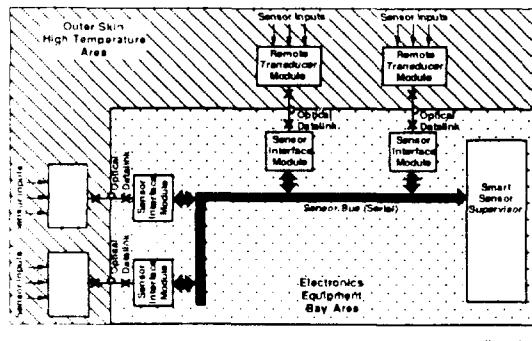 Sensor Inputs
Sensor Inputs
Outer Skin
High Temperature
Area
Remote
Transducer
Module
Remote
Transducer
Module
Optical
Datalink
Optical
Datalink
Sensor
Interface
Module
Sensor
Interface
Module
Sensor Inputs
Optical
Datalink
Sensor
Interface
Module
Sensor Bus (Serial)
Smart
Sensor
Supervisor
Sensor Inputs
Optical
Datalink
Sensor
Interface
Module
Electronics
Equipment
Bay Area